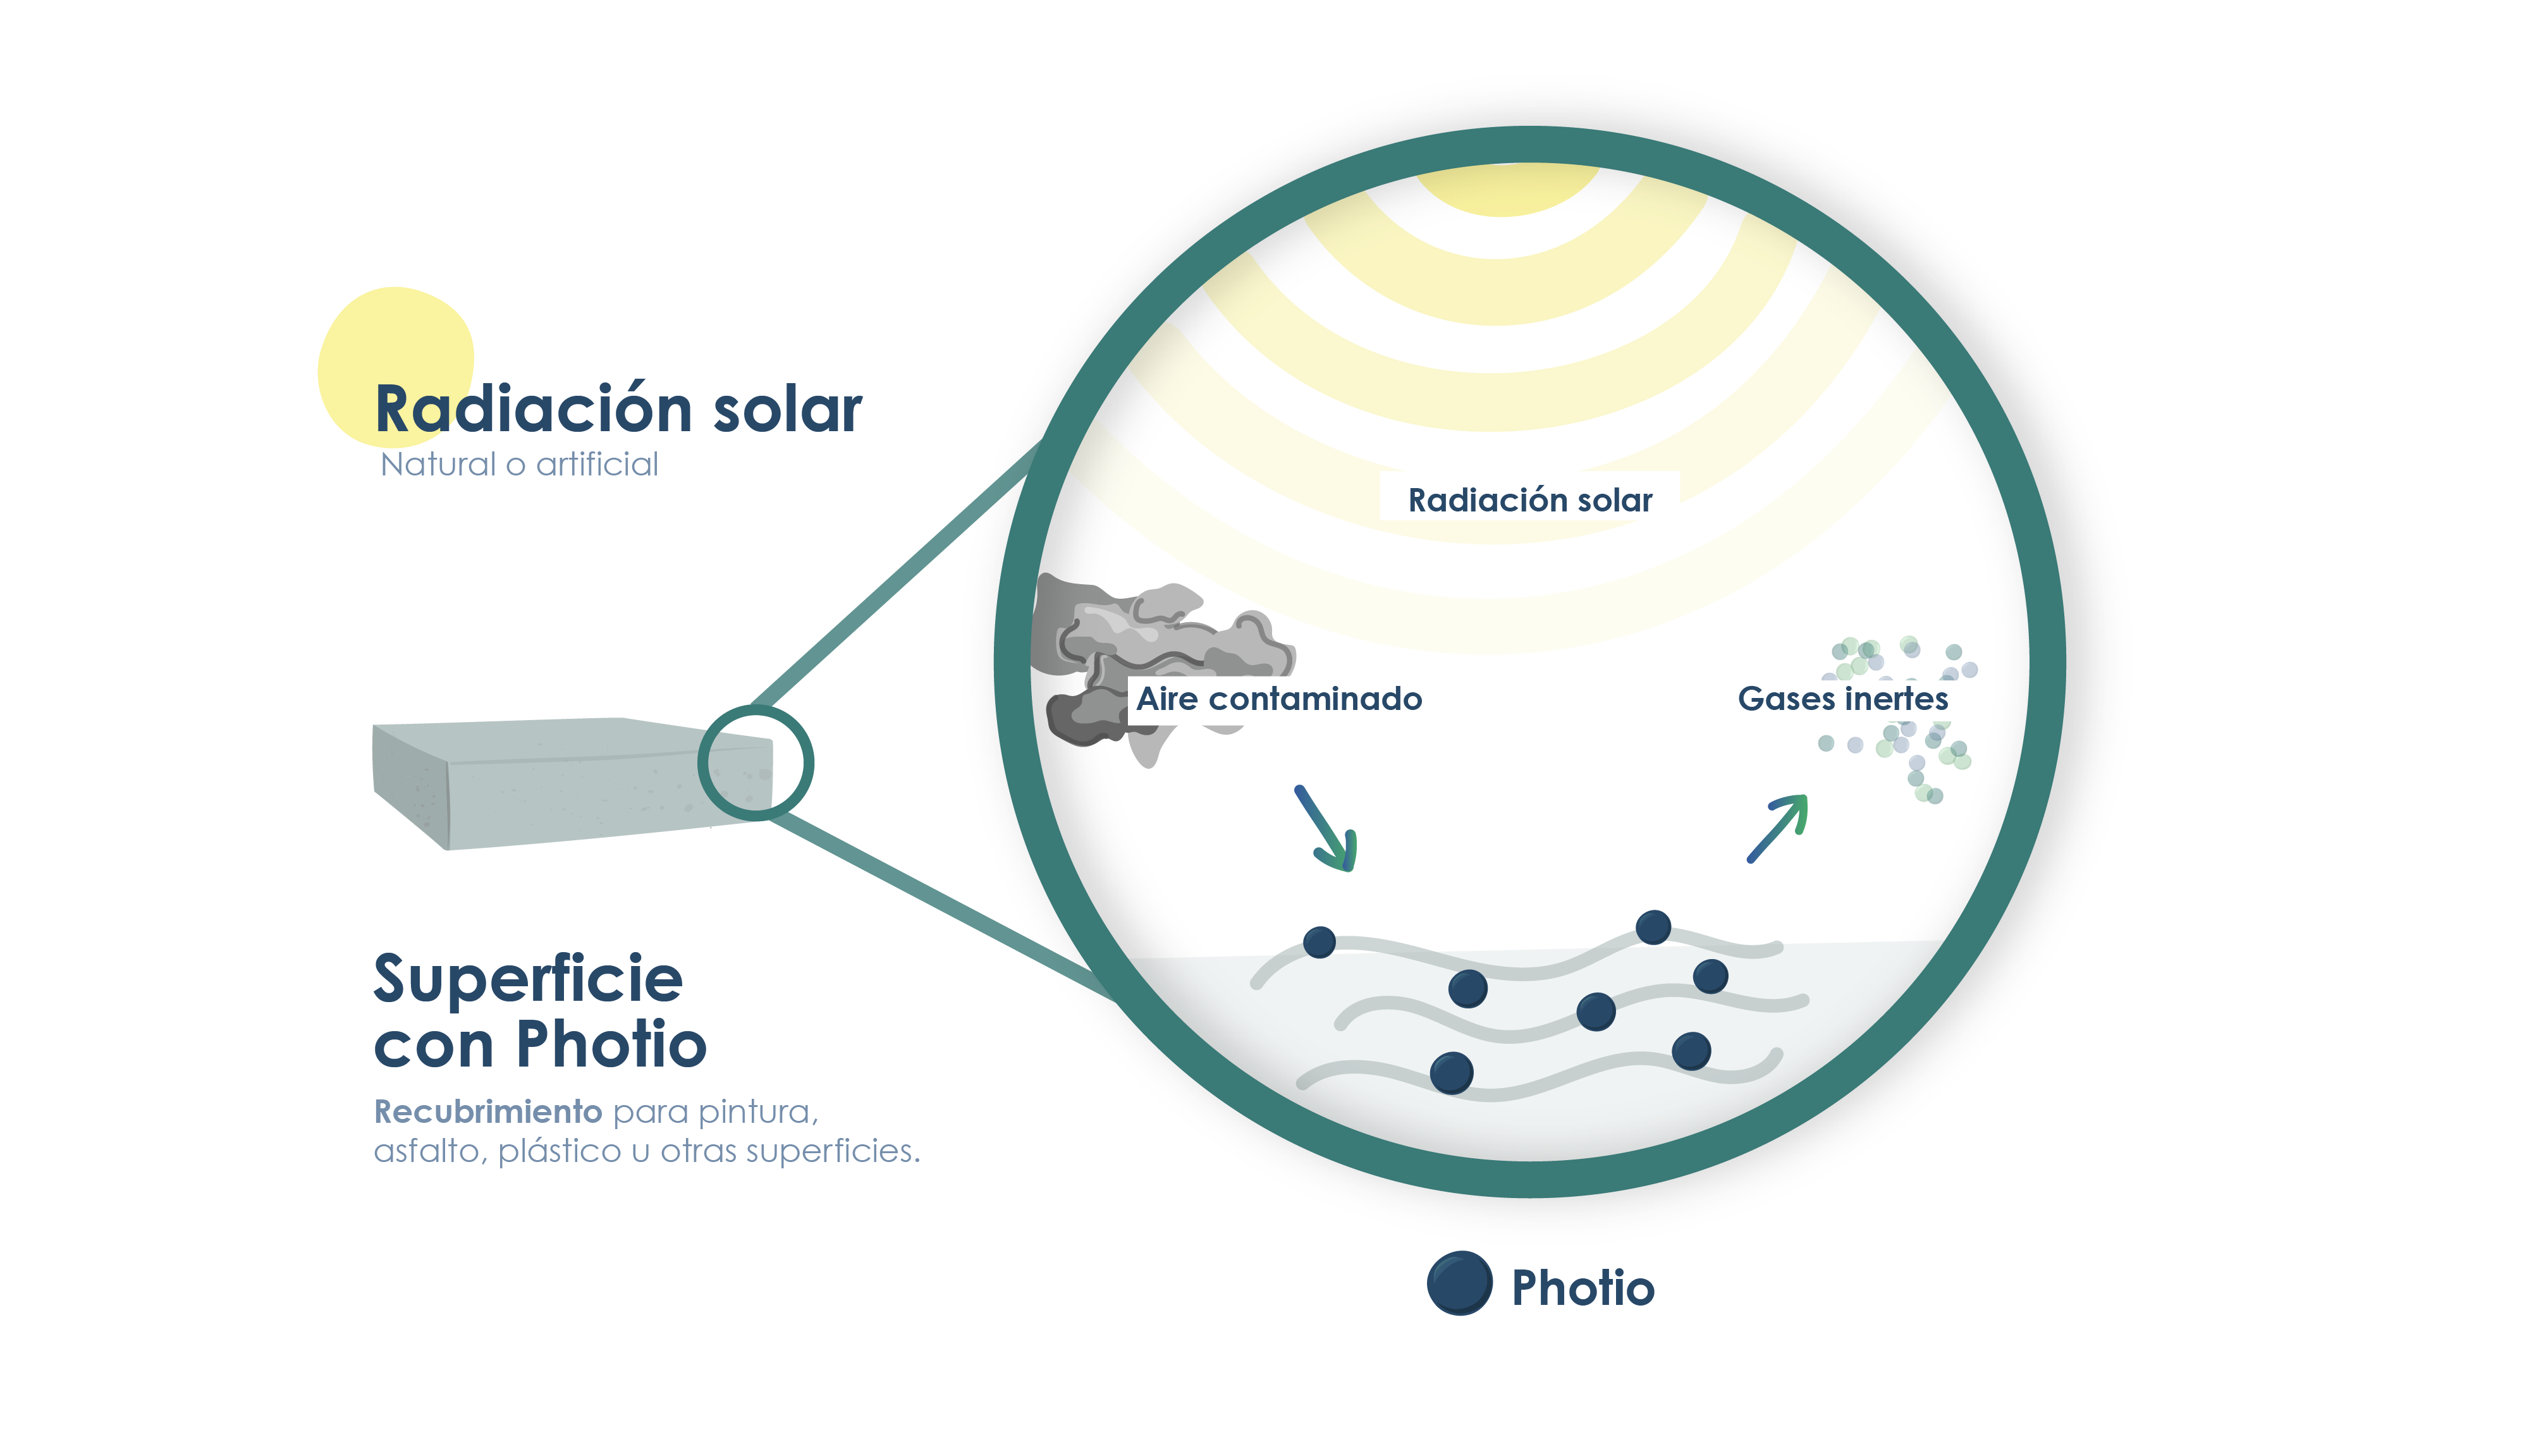 Radiación solar
Natural o artificial
Superficie
con Photio
Recubrimiento para pintura,
asfalto, plástico u otras superficies.
Radiación solar
Aire contaminado
Gases inertes
Photio